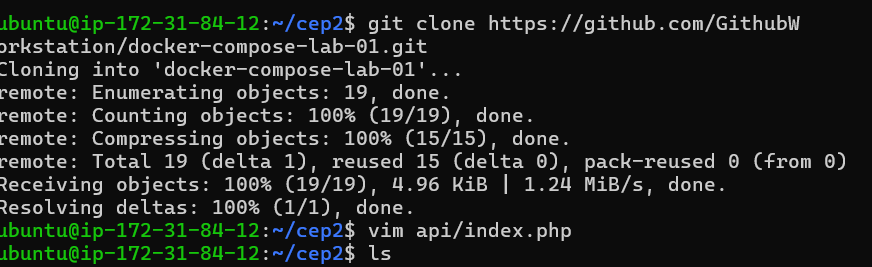 ubuntu@ip-172-31-84-12:~/cep2$ git clone https://github.com/GithubW
orkstation/docker-compose-lab-01.git
Cloning into 'docker-compose-lab-01'...
remote: Enumerating objects: 19, done.
remote: Counting objects: 100% (19/19), done.
remote: Compressing objects: 100% (15/15), done.
remote: Total 19 (delta 1), reused 15 (delta 0), pack-reused 0 (from 0)
Receiving objects: 100% (19/19), 4.96 KiB | 1.24 MiB/s, done.
Resolving deltas: 100% (1/1), done.
ubuntu@ip-172-31-84-12:~/cep2$ vim api/index.php
ubuntu@ip-172-31-84-12:~/cep2$ ls